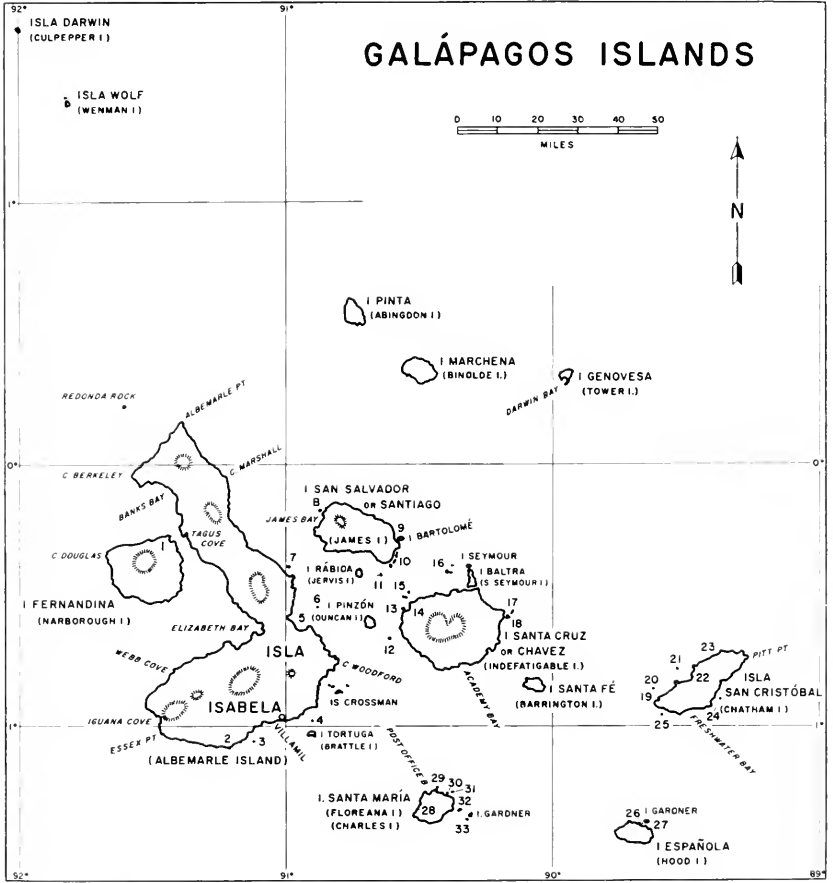 92°
91°
ISLA DARWIN
(CULPEPPER I)
GALÁPAGOS ISLANDS
ISLA WOLF
(WENMAN I)
0 10 20 30 40 50
MILES
N
1°
1°
I PINTA
(ABINGDON I)
I MARCHENA
(BINOLDE I.)
I GENOVESA
(TOWER I.)
DARWIN BAY
REDONDA ROCK
ALBEMARLE PT
0°
0°
C BERKELEY
C. MARSHALL
BANKS BAY
I SAN SALVADOR
OR SANTIAGO
8
JAMES BAY
(JAMES I)
9
I BARTOLOMÉ
TAGUS
COVE
C DOUGLAS
1
7
10
I RÁBIDA
(JERVIS I)
11
I SEYMOUR
16
I BALTRA
(S SEYMOUR I)
15
I FERNANDINA
(NARBOROUGH I)
6
I PINZÓN
(DUNCAN I)
13
14
17
18
5
ELIZABETH BAY
12
I SANTA CRUZ
OR CHAVEZ
(INDEFATIGABLE I.)
WEBB COVE
ISLA
ISABELA
C WOODFORD
ACADEMY BAY
IS CROSSMAN
I SANTA FÉ
(BARRINGTON I.)
23
PITT PT
21
20
22
19
ISLA
SAN CRISTÓBAL
(CHATHAM I)
24
25
FRESHWATER BAY
IGUANA COVE
1°
1°
ESSEX PT
2
3
VILLAMIL
4
I TORTUGA
(BRATTLE I)
(ALBEMARLE ISLAND)
POST OFFICE B
29
30
31
I. SANTA MARÍA
(FLOREANA I)
(CHARLES I)
28
32
33
I. GARDNER
26
I GARDNER
27
I ESPAÑOLA
(HOOD I)
92°
91°
90°
89°